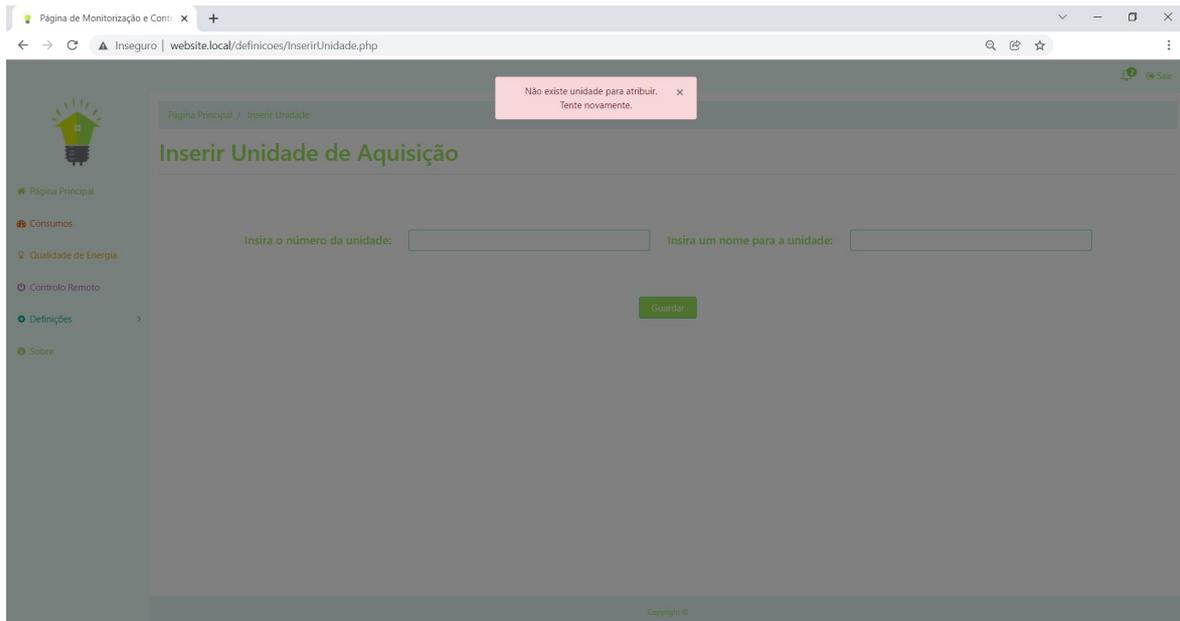 Página de Monitorização e Contr
Inseguro | website.local/definicoes/InserirUnidade.php
2
Sair
Não existe unidade para atribuir.
Tente novamente.
Página Principal / Inserir Unidade
Inserir Unidade de Aquisição
Página Principal
Consumos
Qualidade de Energia
Controlo Remoto
Definições
Sobre
Insira o número da unidade:
Insira um nome para a unidade:
Guardar
Copyright ©